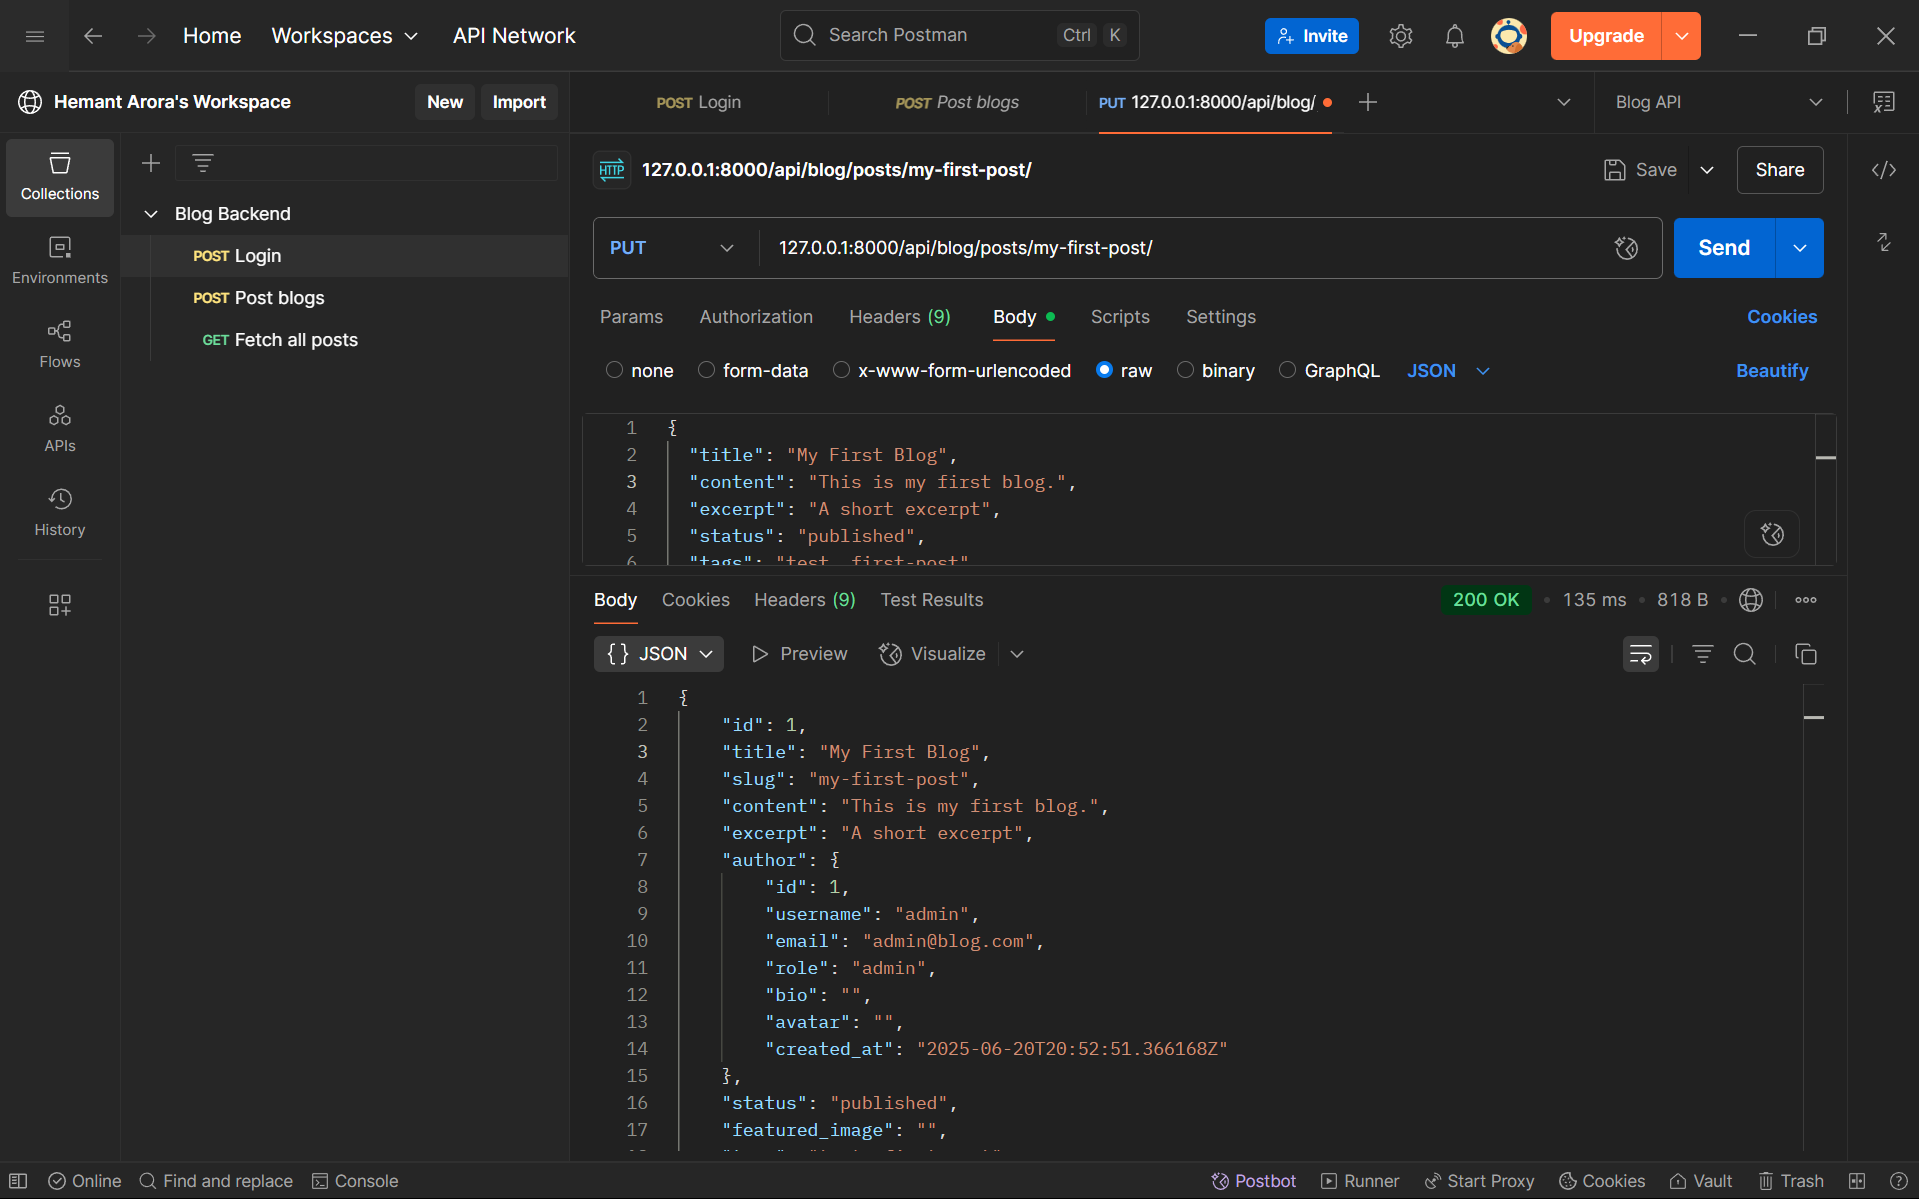 Home Workspaces API Network Search Postman Ctrl K Invite Upgrade
Hemant Arora's Workspace New Import POST Login POST Post blogs PUT 127.0.0.1:8000/api/blog/ Blog API
Collections
Environments
Flows
APIs
History
Blog Backend
POST Login
POST Post blogs
GET Fetch all posts
HTTP 127.0.0.1:8000/api/blog/posts/my-first-post/ Save Share
PUT 127.0.0.1:8000/api/blog/posts/my-first-post/ Send
Params Authorization Headers (9) Body Scripts Settings Cookies
none form-data x-www-form-urlencoded raw binary GraphQL JSON Beautify
1 {
2 "title": "My First Blog",
3 "content": "This is my first blog.",
4 "excerpt": "A short excerpt",
5 "status": "published",
6 "tags": "test, first-post"
Body Cookies Headers (9) Test Results 200 OK • 135 ms • 818 B
{} JSON Preview Visualize
1 {
2 "id": 1,
3 "title": "My First Blog",
4 "slug": "my-first-post",
5 "content": "This is my first blog.",
6 "excerpt": "A short excerpt",
7 "author": {
8 "id": 1,
9 "username": "admin",
10 "email": "admin@blog.com",
11 "role": "admin",
12 "bio": "",
13 "avatar": "",
14 "created_at": "2025-06-20T20:52:51.366168Z"
15 },
16 "status": "published",
17 "featured_image": "",
Online Find and replace Console Postbot Runner Start Proxy Cookies Vault Trash